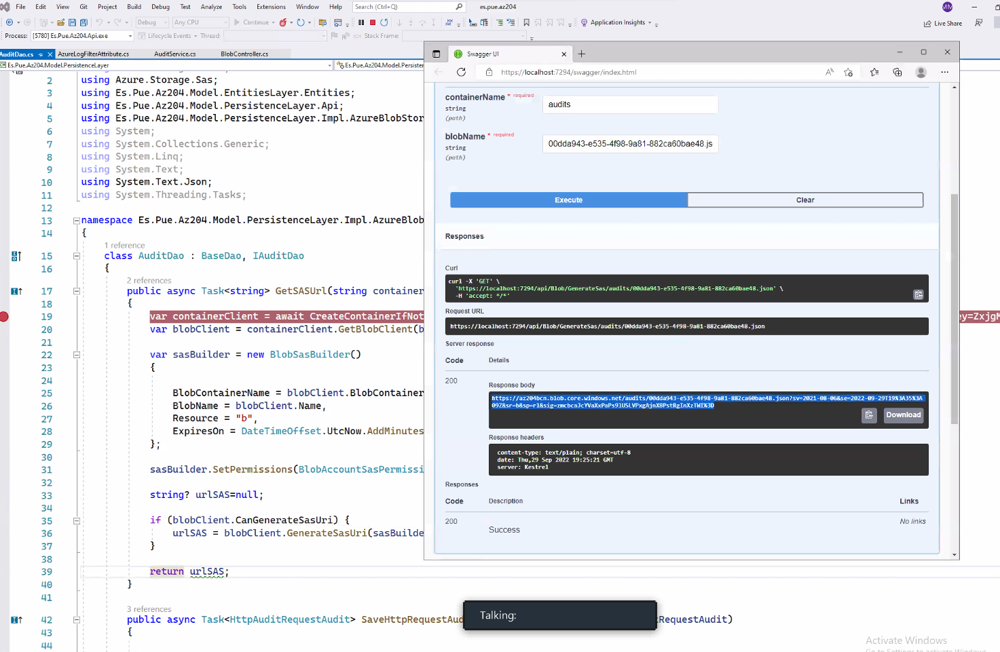 File Edit View Git Project Build Debug Test Analyze Tools Extensions Window Help Search (Ctrl+Q) es.pue.az204 MM
Debug Any CPU Continue Application Insights Live Share
Process: [5780] Es.Pue.Az204.Api.exe Lifecycle Events Thread: Stack Frame:
AuditDao.cs AzureLogFilterAttribute.cs AuditService.cs BlobController.cs
Es.Pue.Az204.Model.PersistenceLayer Es.Pue.Az204.Model.Persisten
2 using Azure.Storage.Sas;
3 using Es.Pue.Az204.Model.EntitiesLayer.Entities;
4 using Es.Pue.Az204.Model.PersistenceLayer.Api;
5 using Es.Pue.Az204.Model.PersistenceLayer.Impl.AzureBlobStor
6 using System;
7 using System.Collections.Generic;
8 using System.Linq;
9 using System.Text;
10 using System.Text.Json;
11 using System.Threading.Tasks;
12
13 namespace Es.Pue.Az204.Model.PersistenceLayer.Impl.AzureBlob
14 {
1 reference
15 class AuditDao : BaseDao, IAuditDao
16 {
2 references
17 public async Task<string> GetSASUrl(string container
18 {
19 var containerClient = await CreateContainerIfNot ey=ZxjgM
20 var blobClient = containerClient.GetBlobClient(b
21
22 var sasBuilder = new BlobSasBuilder()
23 {
24
25 BlobContainerName = blobClient.BlobContainer
26 BlobName = blobClient.Name,
27 Resource = "b",
28 ExpiresOn = DateTimeOffset.UtcNow.AddMinutes
29 };
30
31 sasBuilder.SetPermissions(BlobAccountSasPermissi
32
33 string? urlSAS=null;
34
35 if (blobClient.CanGenerateSasUri) {
36 urlSAS = blobClient.GenerateSasUri(sasBuilde
37 }
38
39 return urlSAS;
40 }
41
3 references
42 public async Task<HttpAuditRequestAudit> SaveHttpRequestAud RequestAudit)
43 {
44
Swagger UI
https://localhost:7294/swagger/index.html
containerName * required
string
(path)
audits
blobName * required
string
(path)
00dda943-e535-4f98-9a81-882ca60bae48.js
Execute Clear
Responses
Curl
curl -X 'GET' \
'https://localhost:7294/api/Blob/GenerateSas/audits/00dda943-e535-4f98-9a81-882ca60bae48.json' \
-H 'accept: */*'
Request URL
https://localhost:7294/api/Blob/GenerateSas/audits/00dda943-e535-4f98-9a81-882ca60bae48.json
Server response
Code Details
200
Response body
https://az204bcn.blob.core.windows.net/audits/00dda943-e535-4f98-9a81-882ca60bae48.json?sv=2021-08-06&se=2022-09-29T19%3A35%3A
09Z&sr=b&sp=rl&sig=zmcbcaJcYVaXxPaPs9lUSLVPxgAjnX8PstRgInXzTWI%3D
Download
Response headers
content-type: text/plain; charset=utf-8
date: Thu,29 Sep 2022 19:25:21 GMT
server: Kestrel
Responses
Code Description Links
200 Success No links
Talking:
Activate Windows